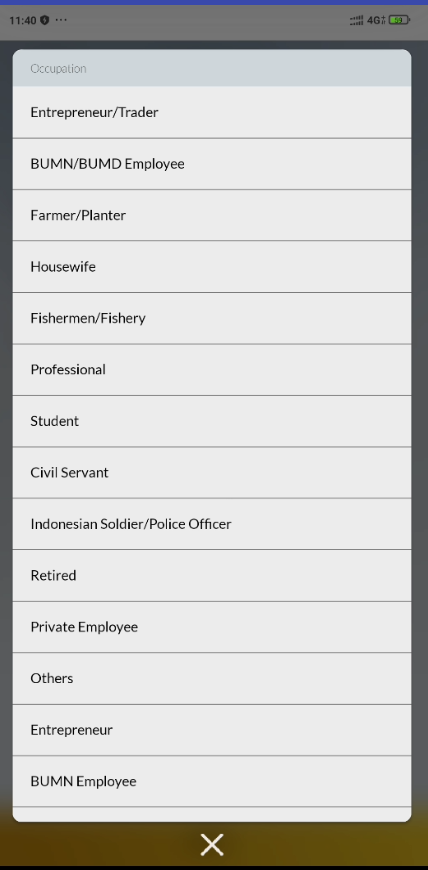 11:40
4G
Occupation
Entrepreneur/Trader
BUMN/BUMD Employee
Farmer/Planter
Housewife
Fishermen/Fishery
Professional
Student
Civil Servant
Indonesian Soldier/Police Officer
Retired
Private Employee
Others
Entrepreneur
BUMN Employee